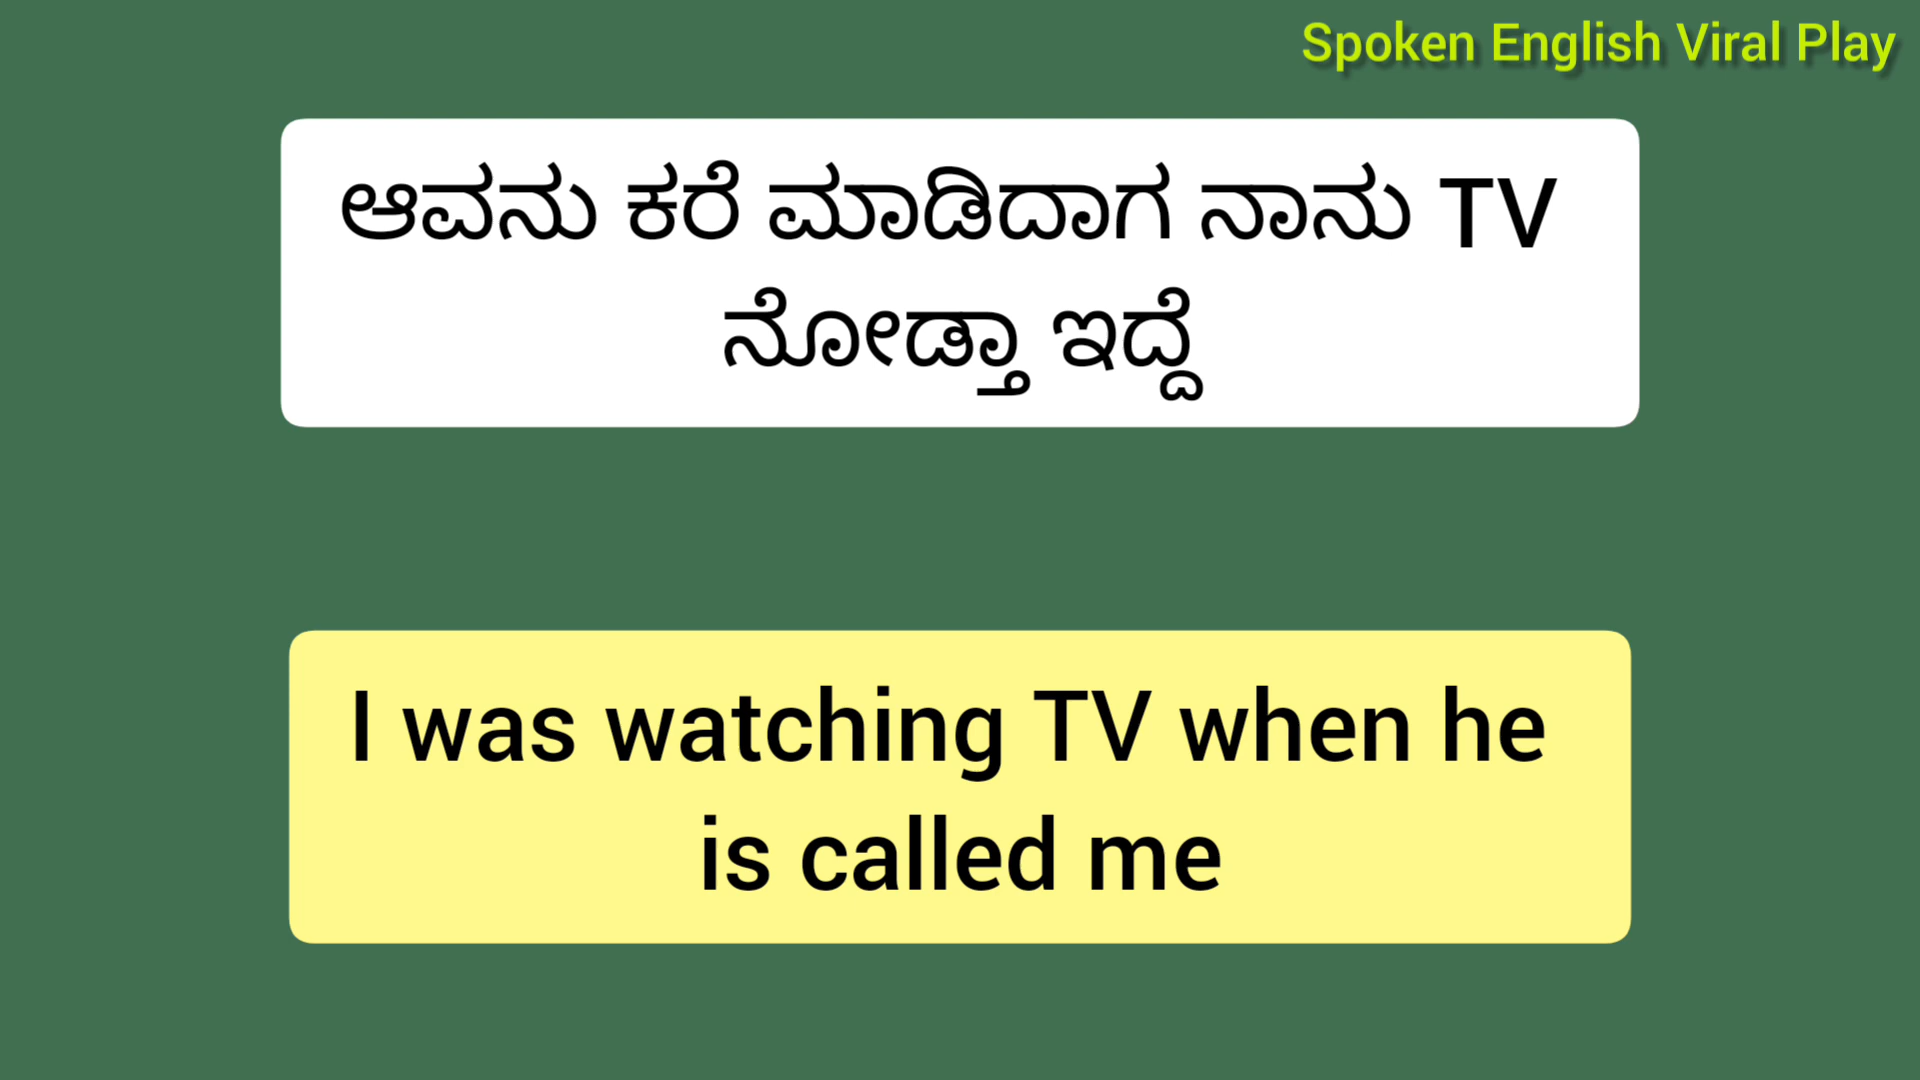 Spoken English Viral Play
ಆವನು ಕರೆ ಮಾಡಿದಾಗ ನಾನು TV
ನೋಡ್ತಾ ಇದ್ದೆ
I was watching TV when he
is called me